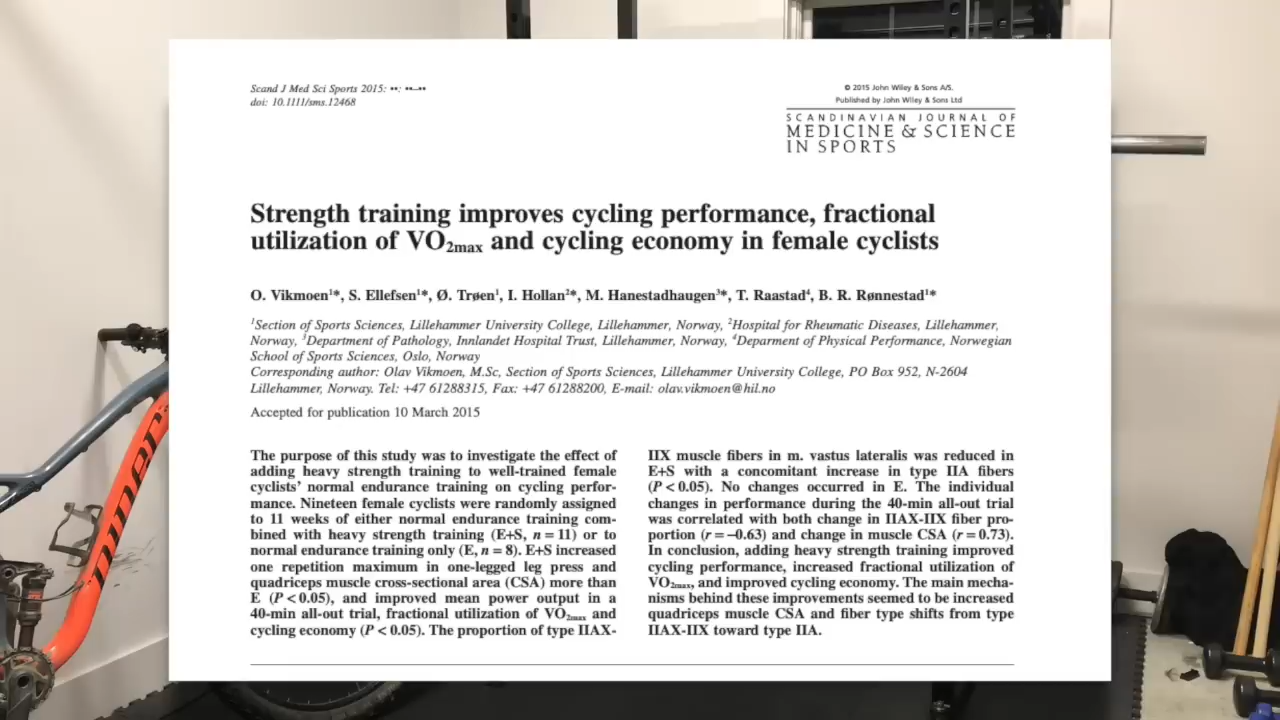 Scand J Med Sci Sports 2015: ••: ••–••
doi: 10.1111/sms.12468
© 2015 John Wiley & Sons A/S.
Published by John Wiley & Sons Ltd
SCANDINAVIAN JOURNAL OF
MEDICINE & SCIENCE
IN SPORTS
Strength training improves cycling performance, fractional
utilization of VO2max and cycling economy in female cyclists
O. Vikmoen1*, S. Ellefsen1*, Ø. Trøen1, I. Hollan2*, M. Hanestadhaugen3*, T. Raastad4, B. R. Rønnestad1*
1Section of Sports Sciences, Lillehammer University College, Lillehammer, Norway, 2Hospital for Rheumatic Diseases, Lillehammer,
Norway, 3Department of Pathology, Innlandet Hospital Trust, Lillehammer, Norway, 4Deparment of Physical Performance, Norwegian
School of Sports Sciences, Oslo, Norway
Corresponding author: Olav Vikmoen, M.Sc, Section of Sports Sciences, Lillehammer University College, PO Box 952, N-2604
Lillehammer, Norway. Tel: +47 61288315, Fax: +47 61288200, E-mail: olav.vikmoen@hil.no
Accepted for publication 10 March 2015
The purpose of this study was to investigate the effect of
adding heavy strength training to well-trained female
cyclists' normal endurance training on cycling perfor-
mance. Nineteen female cyclists were randomly assigned
to 11 weeks of either normal endurance training com-
bined with heavy strength training (E+S, n = 11) or to
normal endurance training only (E, n = 8). E+S increased
one repetition maximum in one-legged leg press and
quadriceps muscle cross-sectional area (CSA) more than
E (P < 0.05), and improved mean power output in a
40-min all-out trial, fractional utilization of VO2max and
cycling economy (P < 0.05). The proportion of type IIAX-
IIX muscle fibers in m. vastus lateralis was reduced in
E+S with a concomitant increase in type IIA fibers
(P < 0.05). No changes occurred in E. The individual
changes in performance during the 40-min all-out trial
was correlated with both change in IIAX-IIX fiber pro-
portion (r = −0.63) and change in muscle CSA (r = 0.73).
In conclusion, adding heavy strength training improved
cycling performance, increased fractional utilization of
VO2max, and improved cycling economy. The main mecha-
nisms behind these improvements seemed to be increased
quadriceps muscle CSA and fiber type shifts from type
IIAX-IIX toward type IIA.